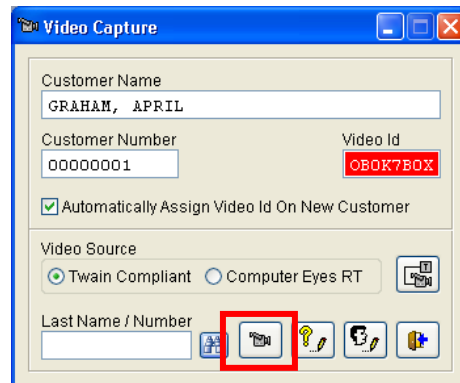 Video Capture
Customer Name
GRAHAM, APRIL
Customer Number Video Id
00000001 OBOK7BOX
Automatically Assign Video Id On New Customer
Video Source
Twain Compliant Computer Eyes RT
T
Last Name / Number